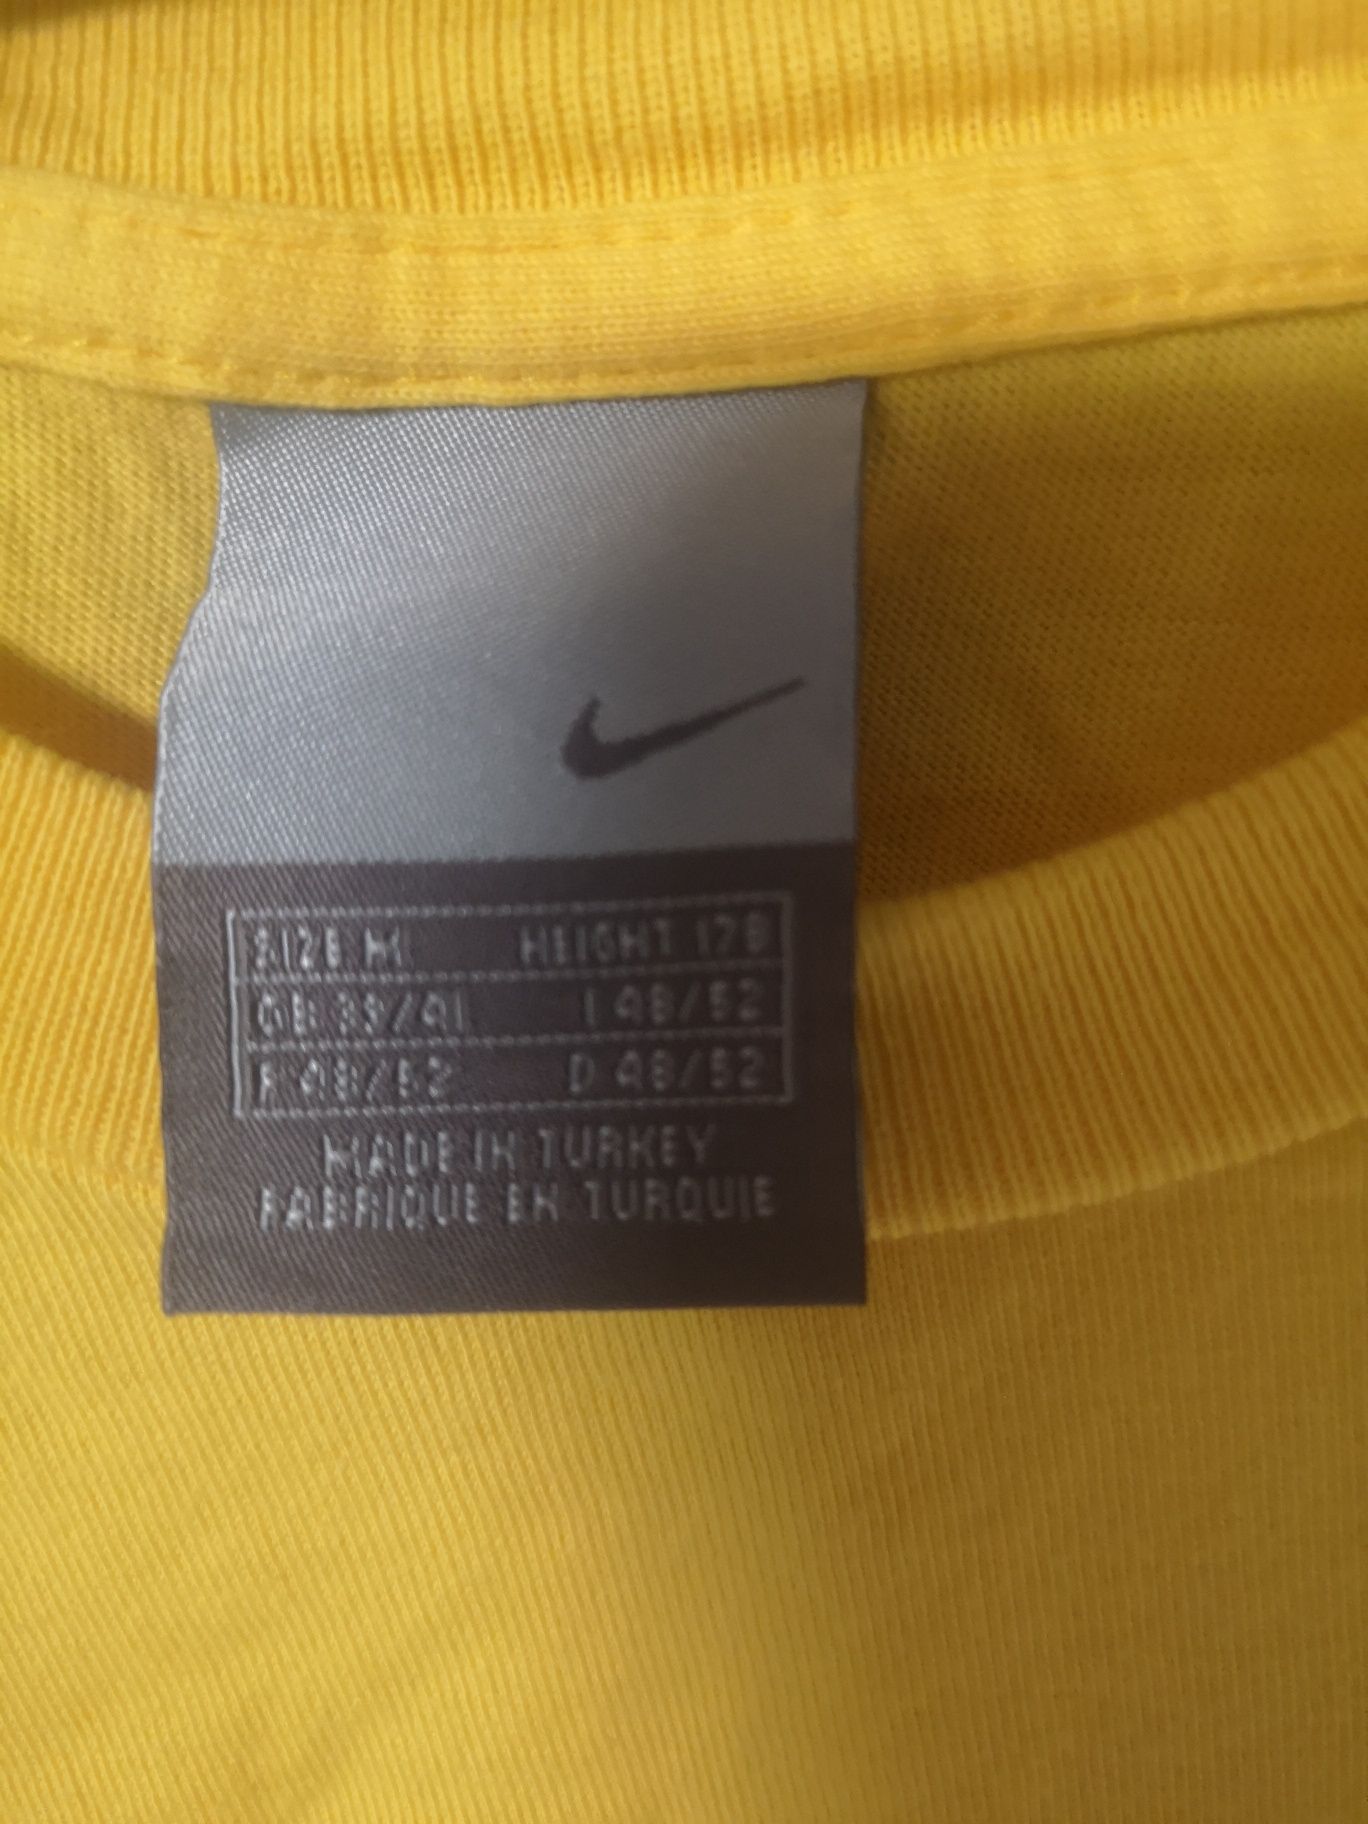 SIZE M HEIGHT 178
GB 39/41 I 48/52
F 48/52 D 48/52
MADE IN TURKEY
FABRIQUE EN TURQUIE